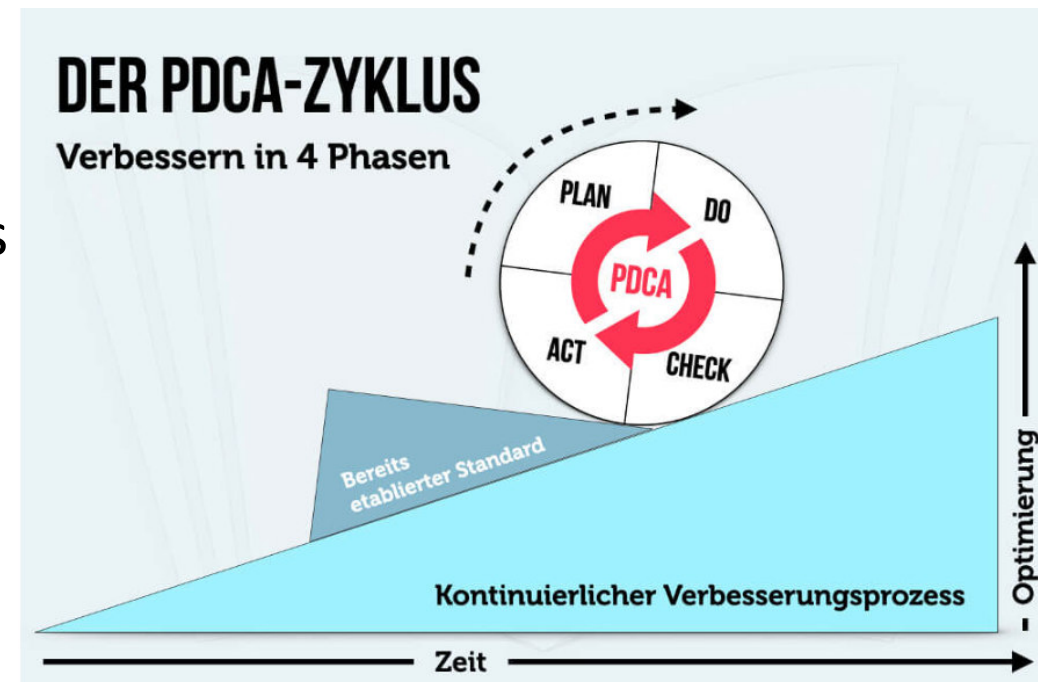 DER PDCA-ZYKLUS
Verbessern in 4 Phasen
s
PLAN
DO
PDCA
ACT
CHECK
Bereits
etablierter Standard
Kontinuierlicher Verbesserungsprozess
Optimierung
Zeit